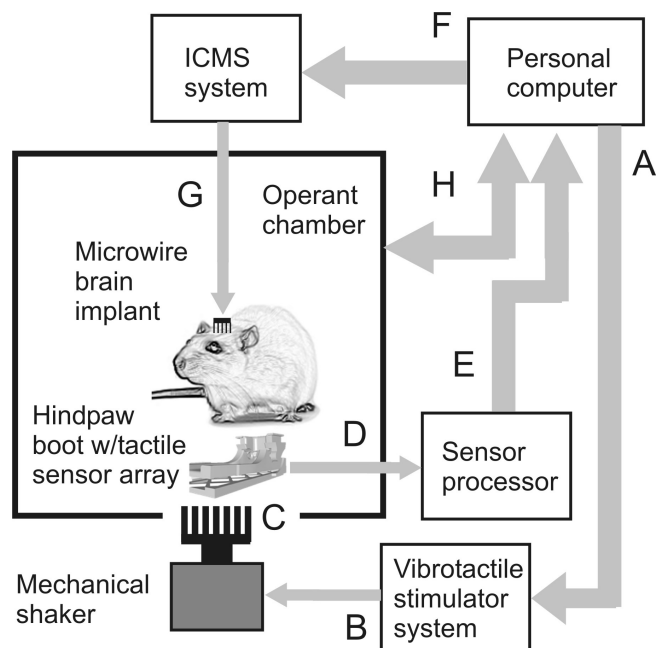 F
ICMS
system
Personal
computer
A
G
Operant
chamber
H
Microwire
brain
implant
E
Hindpaw
boot w/tactile
sensor array
D
Sensor
processor
C
Mechanical
shaker
B
Vibrotactile
stimulator
system